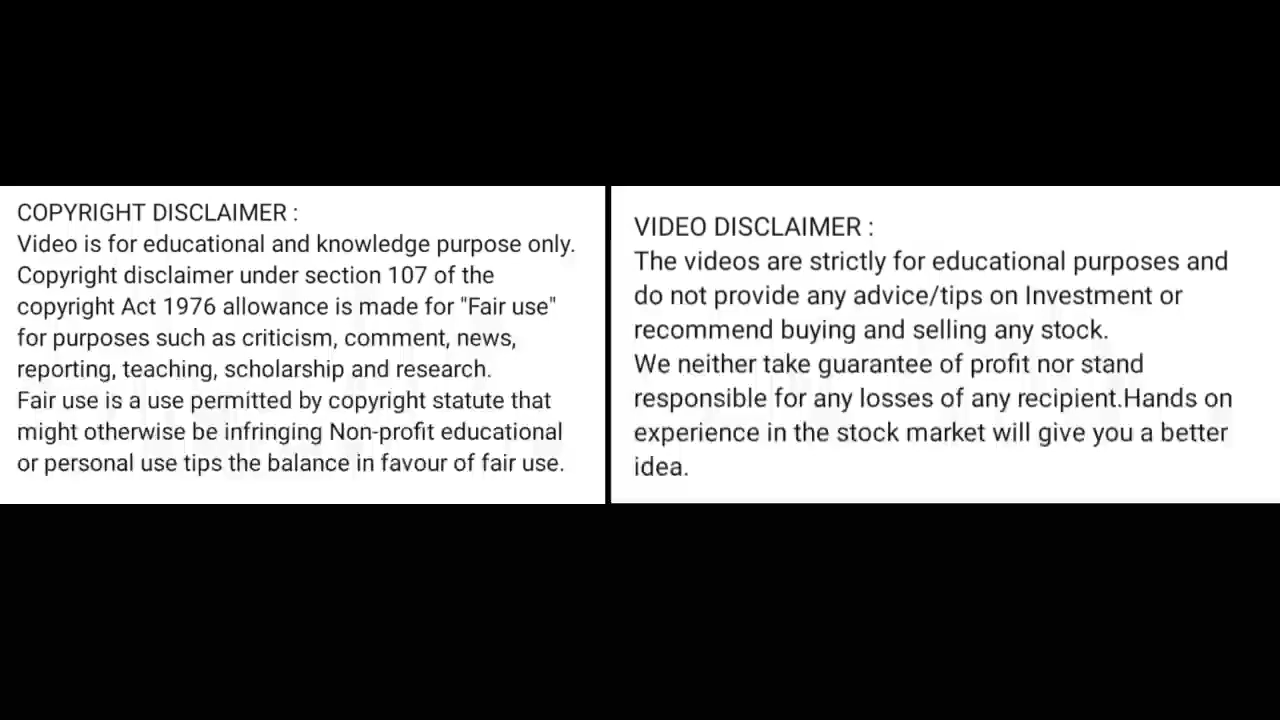 COPYRIGHT DISCLAIMER :
Video is for educational and knowledge purpose only.
Copyright disclaimer under section 107 of the
copyright Act 1976 allowance is made for "Fair use"
for purposes such as criticism, comment, news,
reporting, teaching, scholarship and research.
Fair use is a use permitted by copyright statute that
might otherwise be infringing Non-profit educational
or personal use tips the balance in favour of fair use.
VIDEO DISCLAIMER :
The videos are strictly for educational purposes and
do not provide any advice/tips on Investment or
recommend buying and selling any stock.
We neither take guarantee of profit nor stand
responsible for any losses of any recipient.Hands on
experience in the stock market will give you a better
idea.